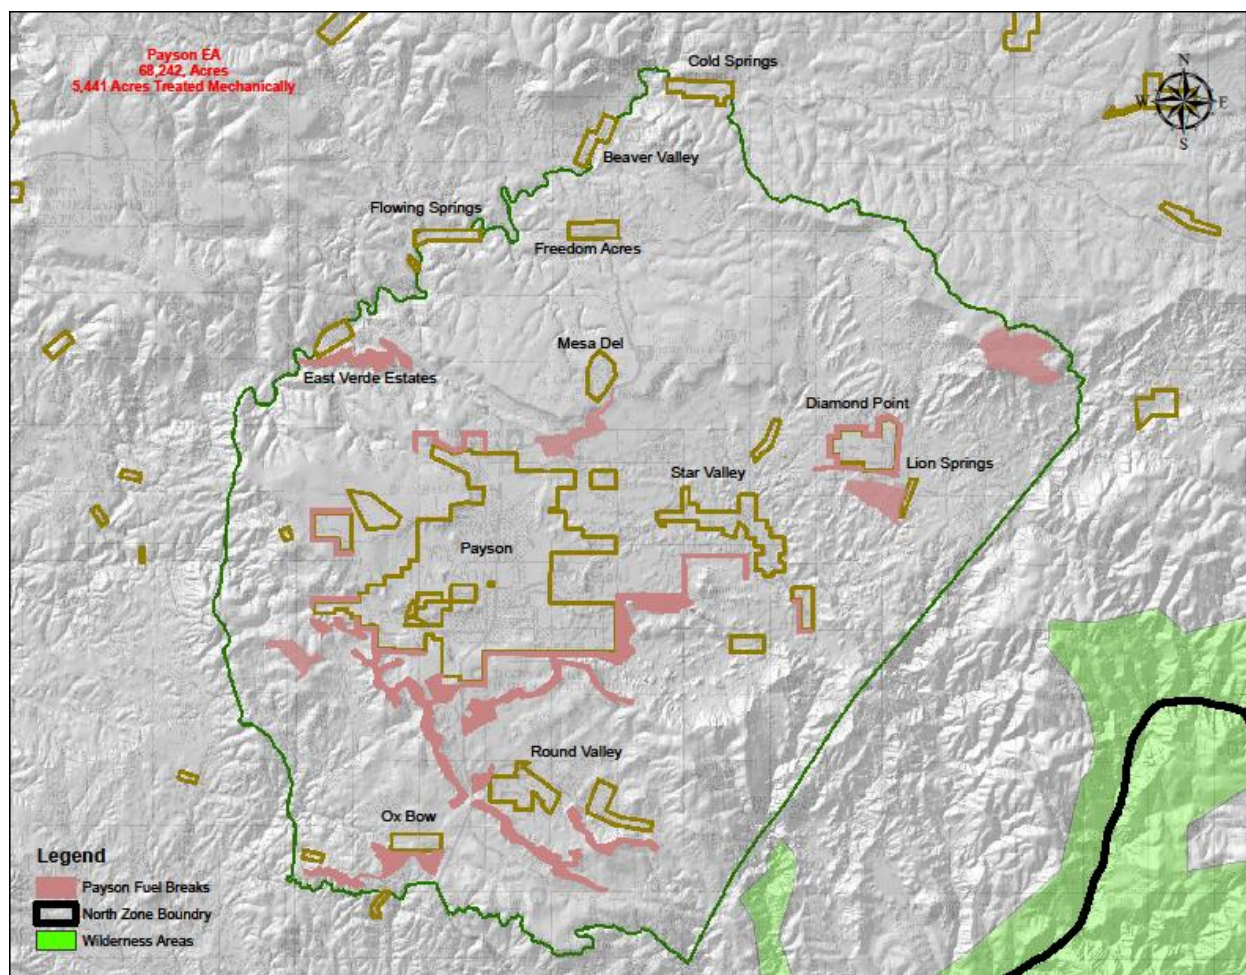 Payson EA
68,242, Acres
5,441 Acres Treated Mechanically
Cold Springs
N
W
E
S
Beaver Valley
Flowing Springs
Freedom Acres
Mesa Del
East Verde Estates
Diamond Point
Star Valley
Lion Springs
Payson
Round Valley
Ox Bow
Legend
Payson Fuel Breaks
North Zone Boundry
Wilderness Areas